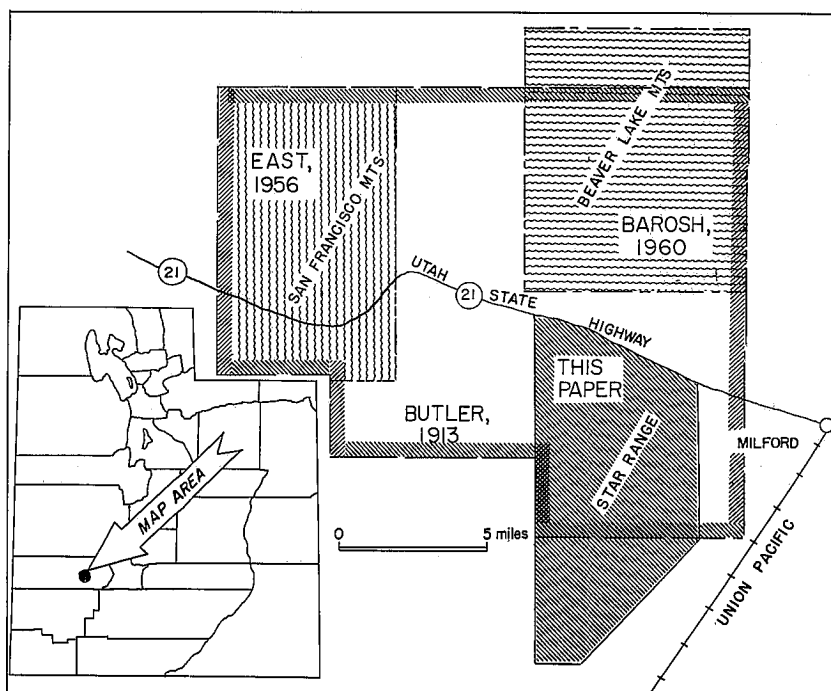 BEAVER LAKE MTS
EAST,
1956
SAN FRANCISCO MTS
BAROSH,
1960
21
UTAH
21
STATE
HIGHWAY
THIS
PAPER
BUTLER,
1913
STAR RANGE
MILFORD
MAP AREA
0
5 miles
UNION PACIFIC